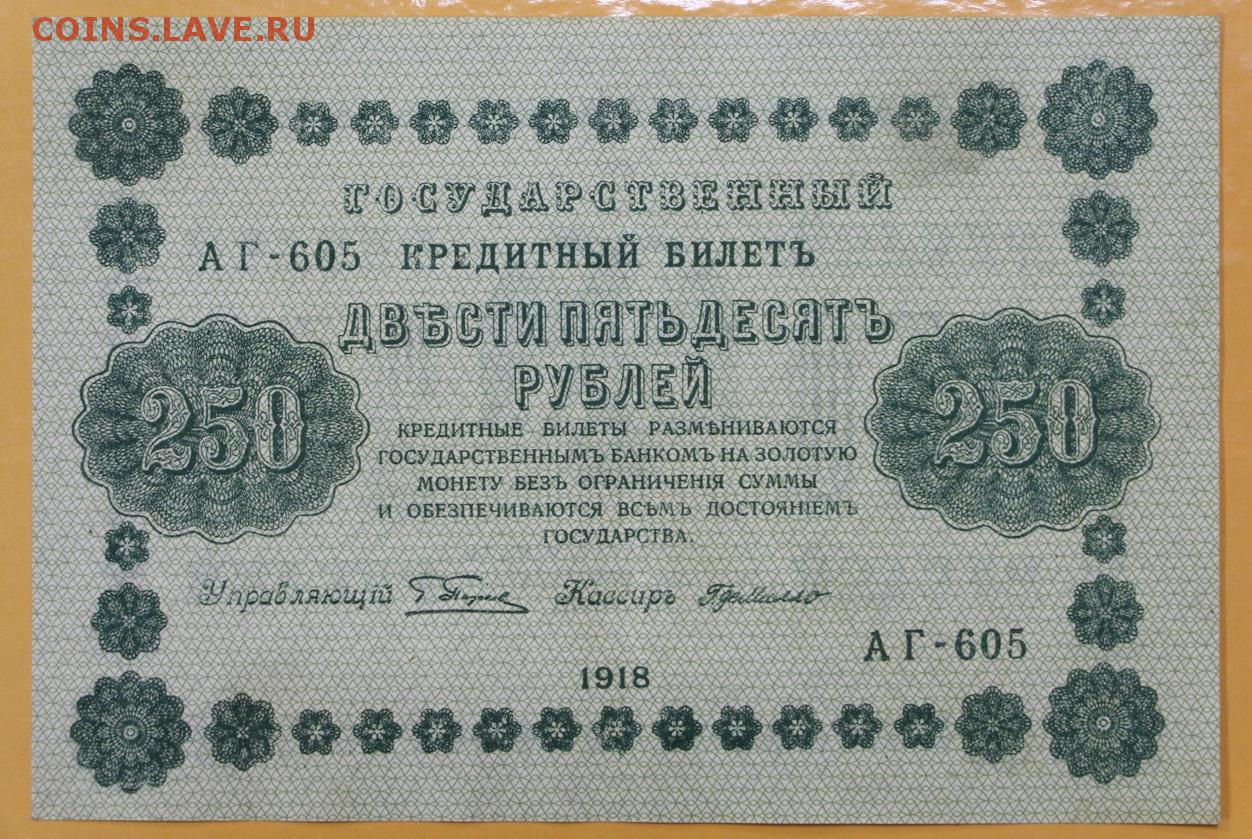 COINS.LAVE.RU
ГОСУДАРСТВЕННЫЙ
АГ-605 КРЕДИТНЫЙ БИЛЕТЪ
ДВѢСТИ ПЯТЬДЕСЯТЪ
РУБЛЕЙ
250
250
КРЕДИТНЫЕ БИЛЕТЫ РАЗМѢНИВАЮТСЯ
ГОСУДАРСТВЕННЫМЪ БАНКОМЪ НА ЗОЛОТУЮ
МОНЕТУ БЕЗЪ ОГРАНИЧЕНІЯ СУММЫ
И ОБЕЗПЕЧИВАЮТСЯ ВСѢМЪ ДОСТОЯНІЕМЪ
ГОСУДАРСТВА.
Управляющій Кассиръ
АГ-605
1918